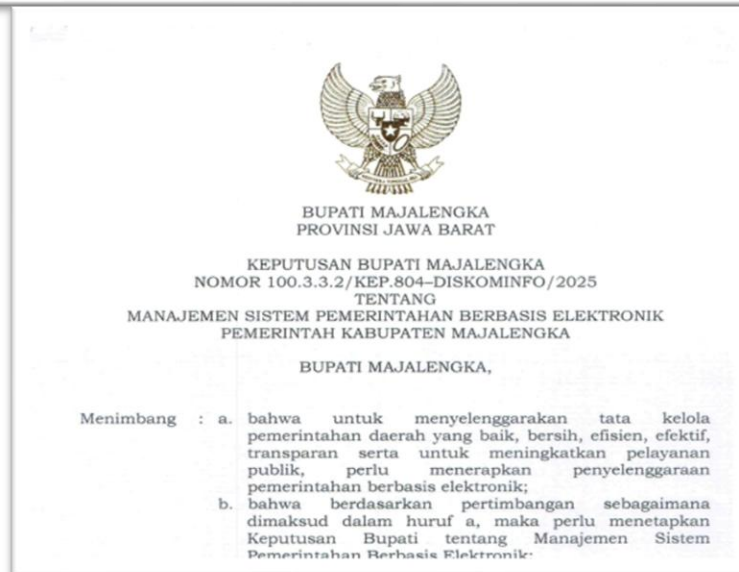 BUPATI MAJALENGKA
PROVINSI JAWA BARAT
KEPUTUSAN BUPATI MAJALENGKA
NOMOR 100.3.3.2/KEP.804–DISKOMINFO/2025
TENTANG
MANAJEMEN SISTEM PEMERINTAHAN BERBASIS ELEKTRONIK
PEMERINTAH KABUPATEN MAJALENGKA
BUPATI MAJALENGKA,
Menimbang : a. bahwa untuk menyelenggarakan tata kelola
pemerintahan daerah yang baik, bersih, efisien, efektif,
transparan serta untuk meningkatkan pelayanan
publik, perlu menerapkan penyelenggaraan
pemerintahan berbasis elektronik;
b. bahwa berdasarkan pertimbangan sebagaimana
dimaksud dalam huruf a, maka perlu menetapkan
Keputusan Bupati tentang Manajemen Sistem
Pemerintahan Berbasis Elektronik;